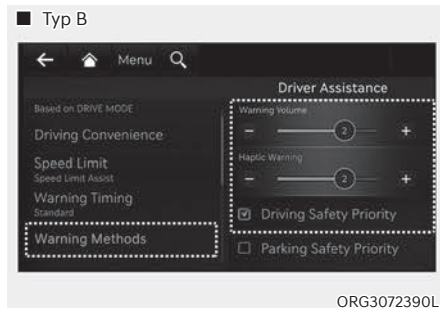 ■ Typ B
Menu
Driver Assistance
Based on DRIVE MODE
Driving Convenience
Speed Limit
Speed Limit Assist
Warning Timing
Standard
Warning Methods
Warning Volume
– 2 +
Haptic Warning
– 2 +
Driving Safety Priority
Parking Safety Priority
ORG3072390L